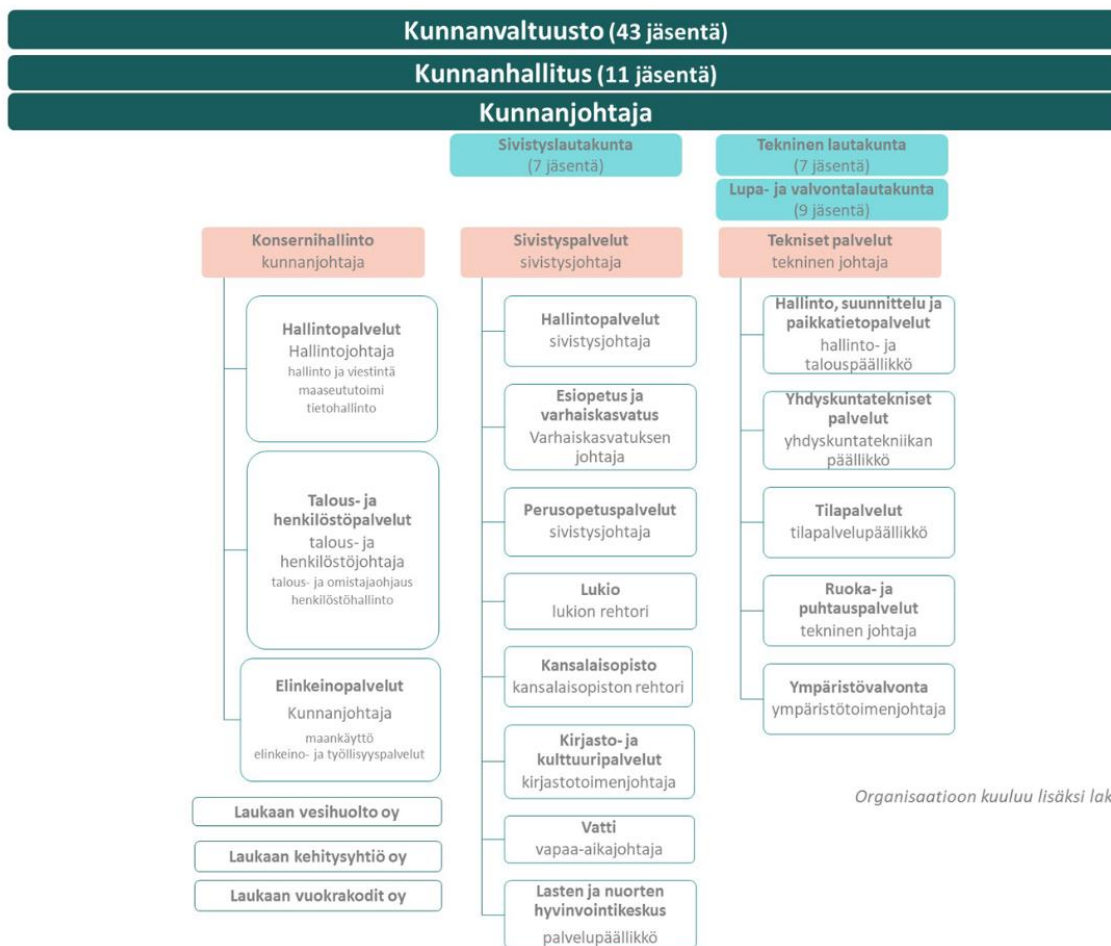 Kunnanvaltuusto (43 jäsentä)
Kunnanhallitus (11 jäsentä)
Kunnanjohtaja
Sivistyslautakunta
(7 jäsentä)
Tekninen lautakunta
(7 jäsentä)
Lupa- ja valvontalautakunta
(9 jäsentä)
Konsernihallinto
kunnanjohtaja
Hallintopalvelut
Hallintojohtaja
hallinto ja viestintä
maaseututoimi
tietohallinto
Talous- ja
henkilöstöpalvelut
talous- ja
henkilöstöjohtaja
talous- ja omistajaohjaus
henkilöstöhallinto
Elinkeinopalvelut
Kunnanjohtaja
maankäyttö
elinkeino- ja työllisyyspalvelut
Laukaan vesihuolto oy
Laukaan kehitysyhtiö oy
Laukaan vuokrakodit oy
Sivistyspalvelut
sivistysjohtaja
Hallintopalvelut
sivistysjohtaja
Esiopetus ja
varhaiskasvatus
Varhaiskasvatuksen
johtaja
Perusopetuspalvelut
sivistysjohtaja
Lukio
lukion rehtori
Kansalaisopisto
kansalaisopiston rehtori
Kirjasto- ja
kulttuuripalvelut
kirjastotoimenjohtaja
Vatti
vapaa-aikajohtaja
Lasten ja nuorten
hyvinvointikeskus
palvelupäällikkö
Tekniset palvelut
tekninen johtaja
Hallinto, suunnittelu ja
paikkatietopalvelut
hallinto- ja
talouspäällikkö
Yhdyskuntatekniset
palvelut
yhdyskuntatekniikan
päällikkö
Tilapalvelut
tilapalvelupäällikkö
Ruoka- ja
puhtauspalvelut
tekninen johtaja
Ympäristövalvonta
ympäristötoimenjohtaja
Organisaatioon kuuluu lisäksi lak